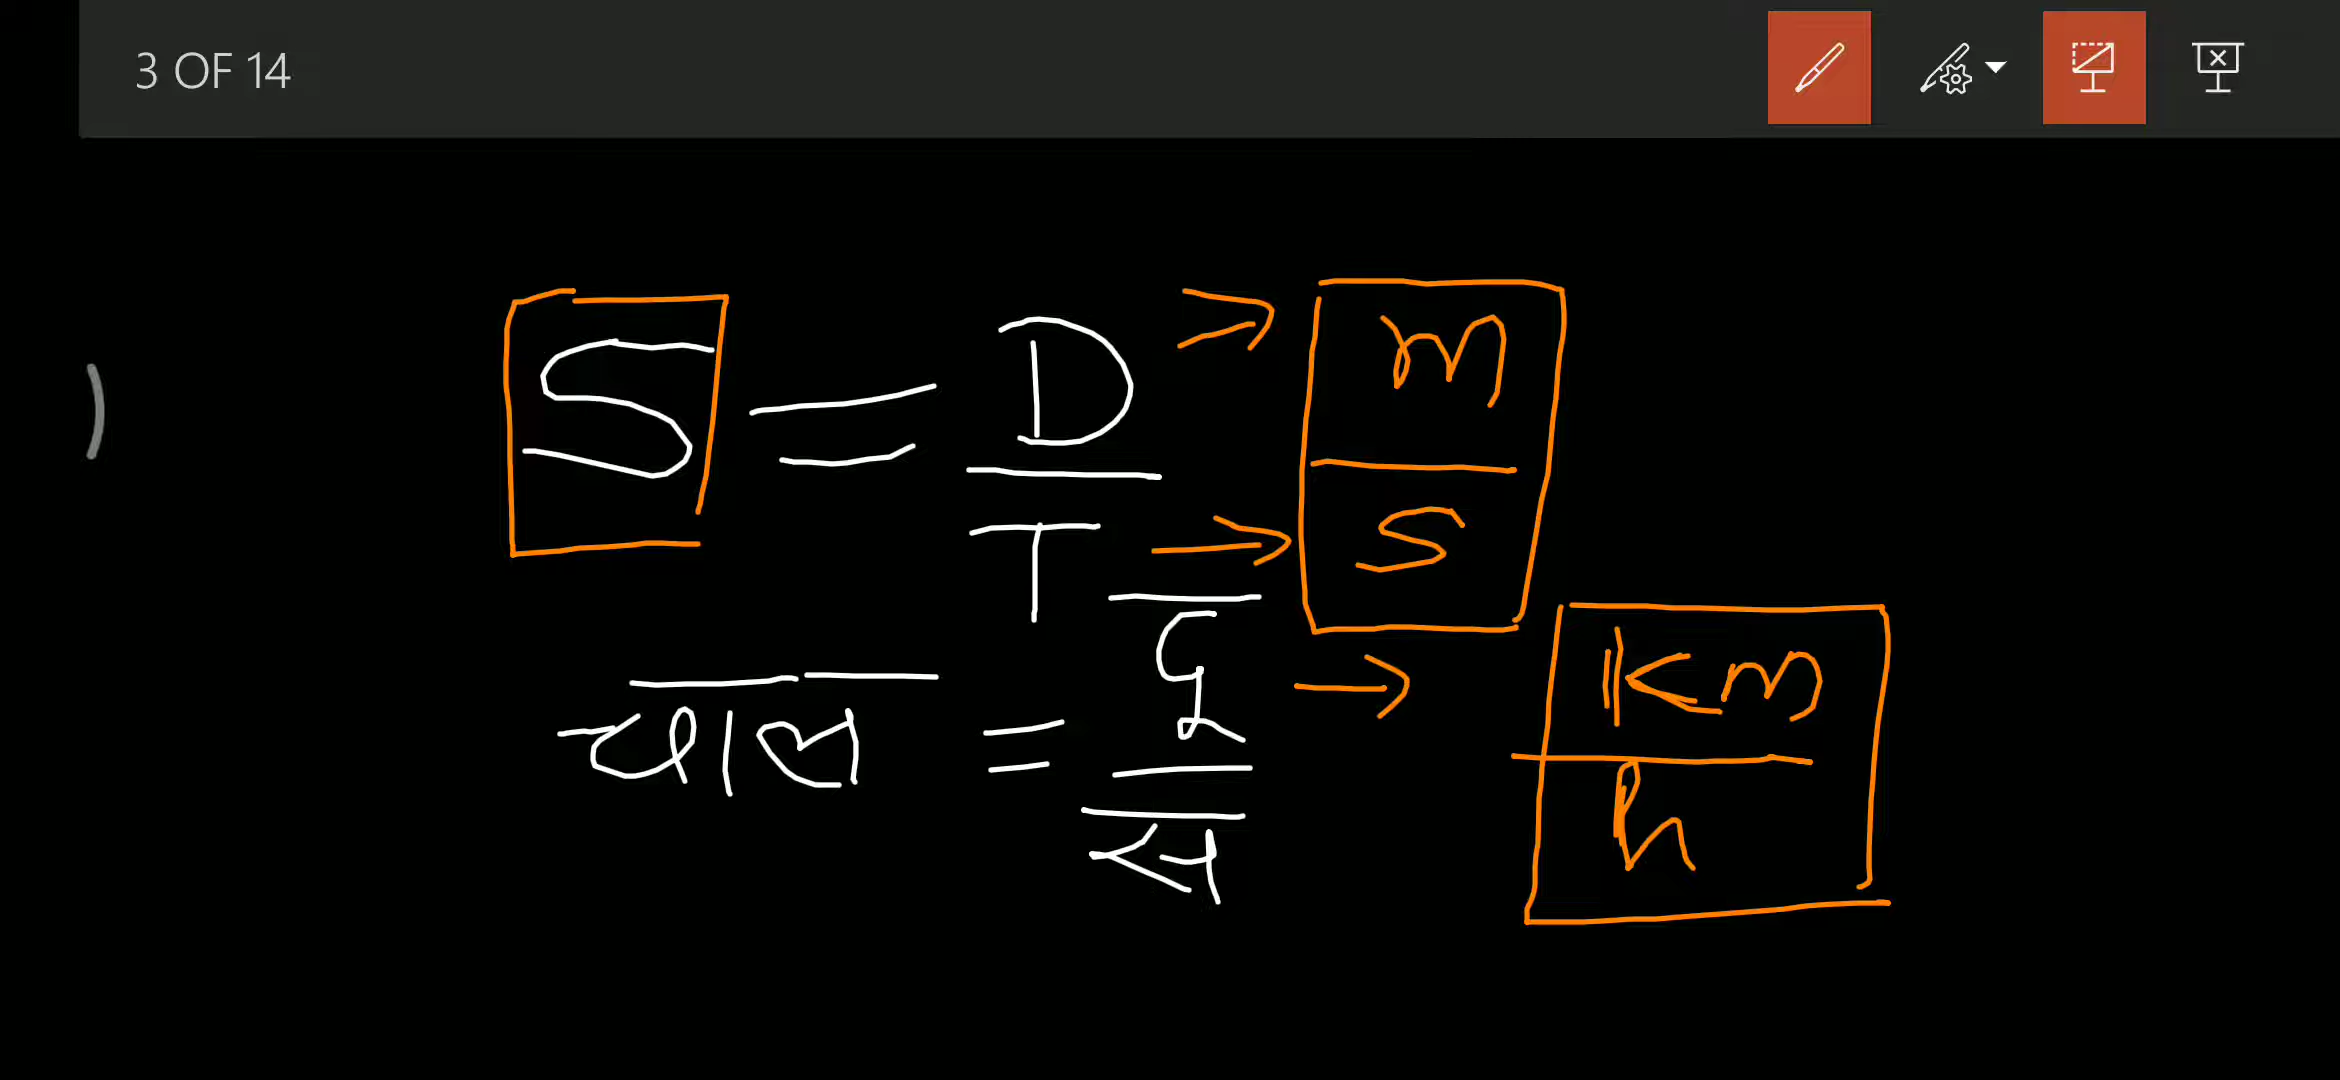 3 OF 14
S = D / T → m / s
चाल = द / स → km / h